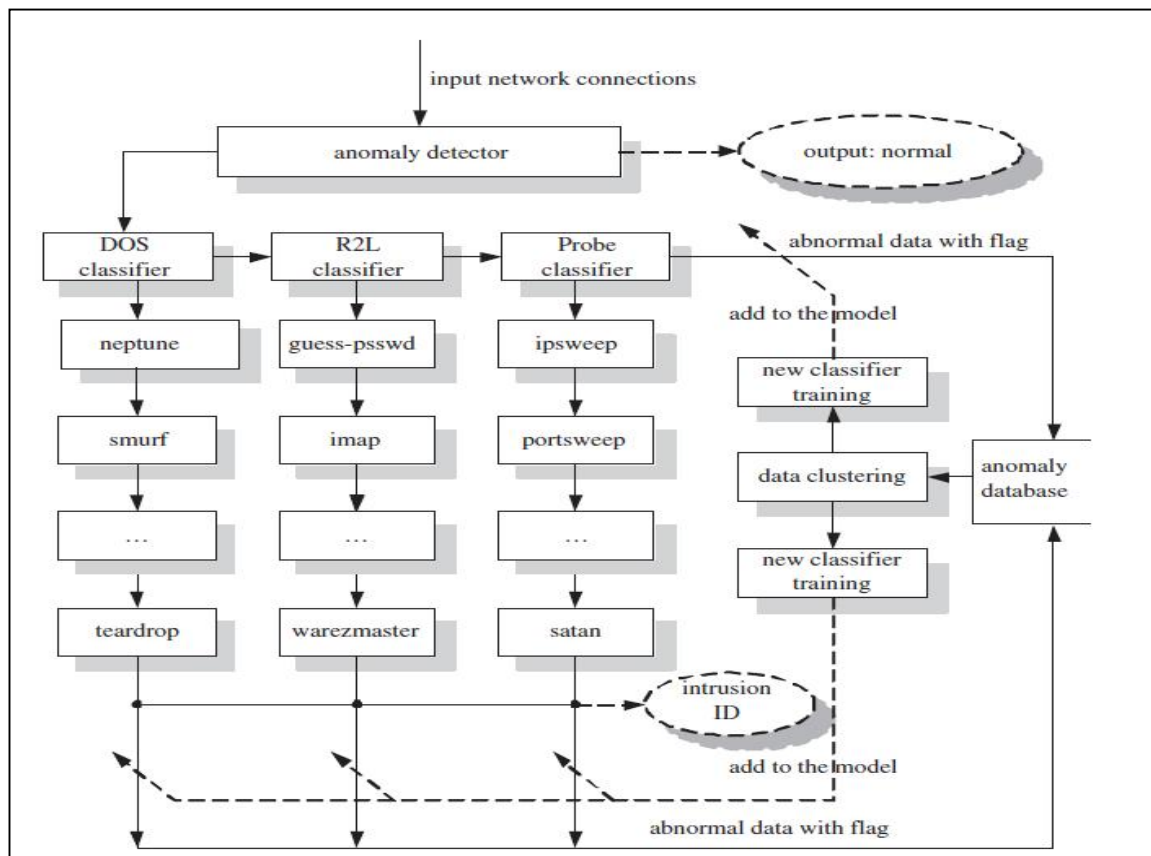 input network connections
anomaly detector
output: normal
DOS
classifier
R2L
classifier
Probe
classifier
abnormal data with flag
neptune
guess-psswd
ipsweep
add to the model
new classifier
training
smurf
imap
portsweep
data clustering
anomaly
database
...
...
...
new classifier
training
teardrop
warezmaster
satan
intrusion
ID
add to the model
abnormal data with flag